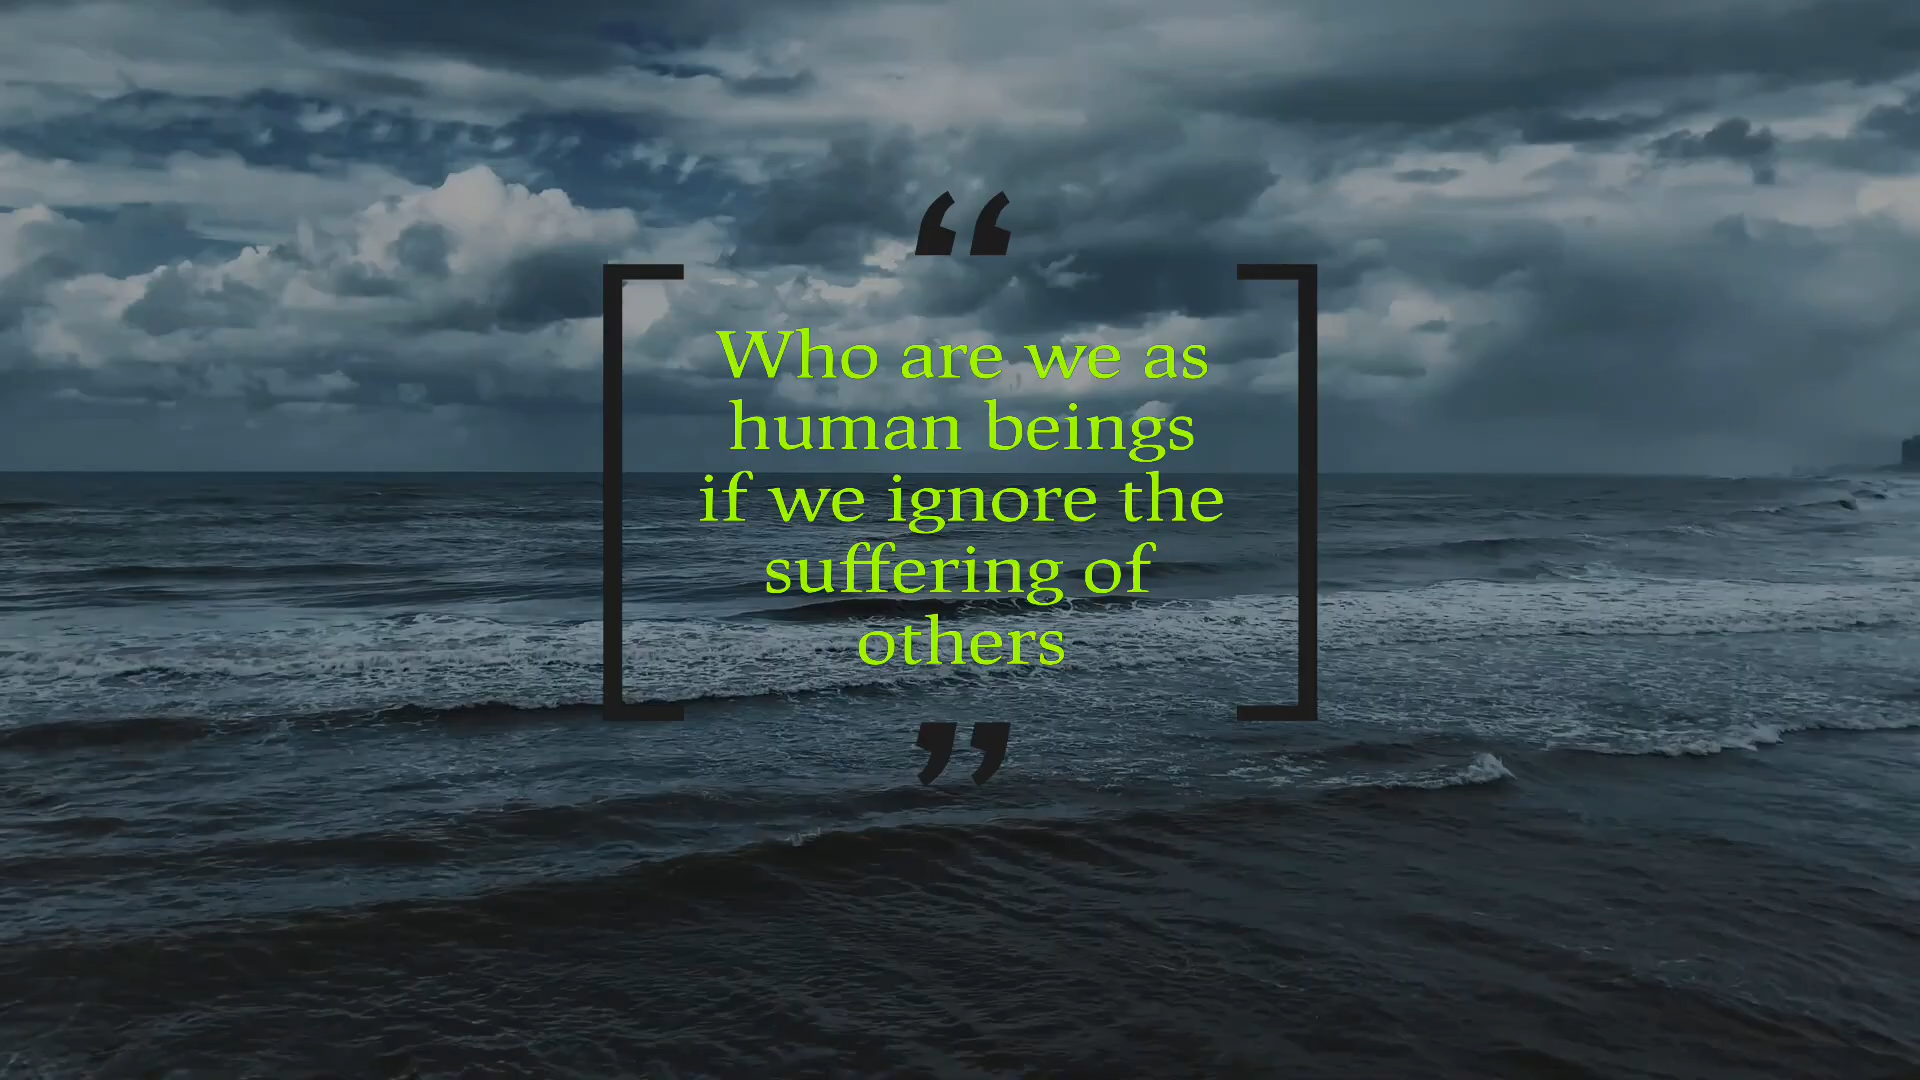 “
Who are we as
human beings
if we ignore the
suffering of
others
”